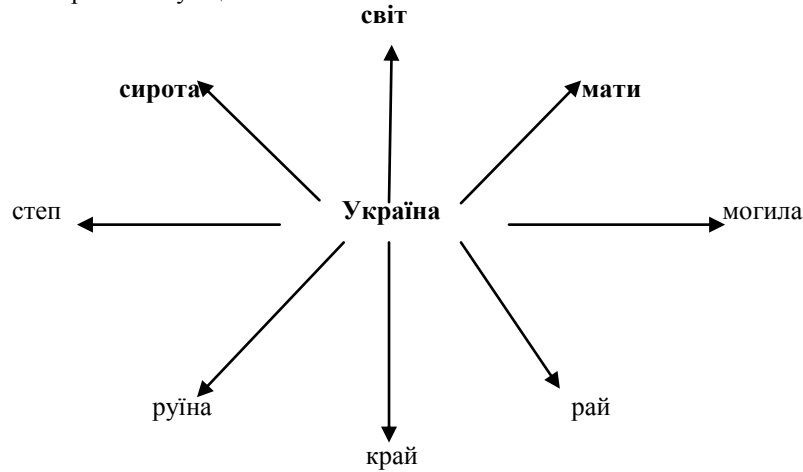 світ
сирота
мати
степ
Україна
могила
руїна
рай
край